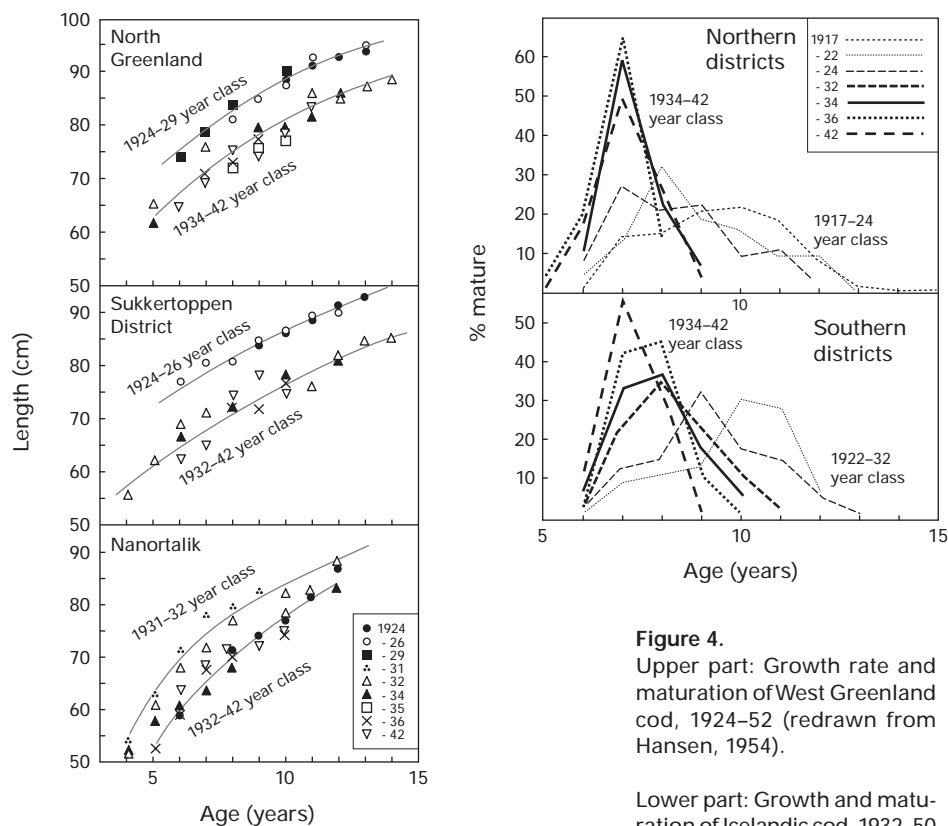 100
North
Greenland
90
1924–29 year class
80
70
1934–42 year class
60
50
Sukkertoppen
District
90
1924–26 year class
80
70
1932–42 year class
60
50
Nanortalik
90
1931–32 year class
80
70
1932–42 year class
60
50
5
10
15
Length (cm)
Age (years)
1924
- 26
- 29
- 31
- 32
- 34
- 35
- 36
- 42
Northern
districts
60
50
40
30
20
10
1934–42
year class
1917–24
year class
1917
- 22
- 24
- 32
- 34
- 36
- 42
10
Southern
districts
50
40
30
20
10
1934–42
year class
1922–32
year class
5
10
15
% mature
Age (years)
Figure 4.
Upper part: Growth rate and
maturation of West Greenland
cod, 1924–52 (redrawn from
Hansen, 1954).
Lower part: Growth and matu-
ration of Icelandic cod, 1932–50